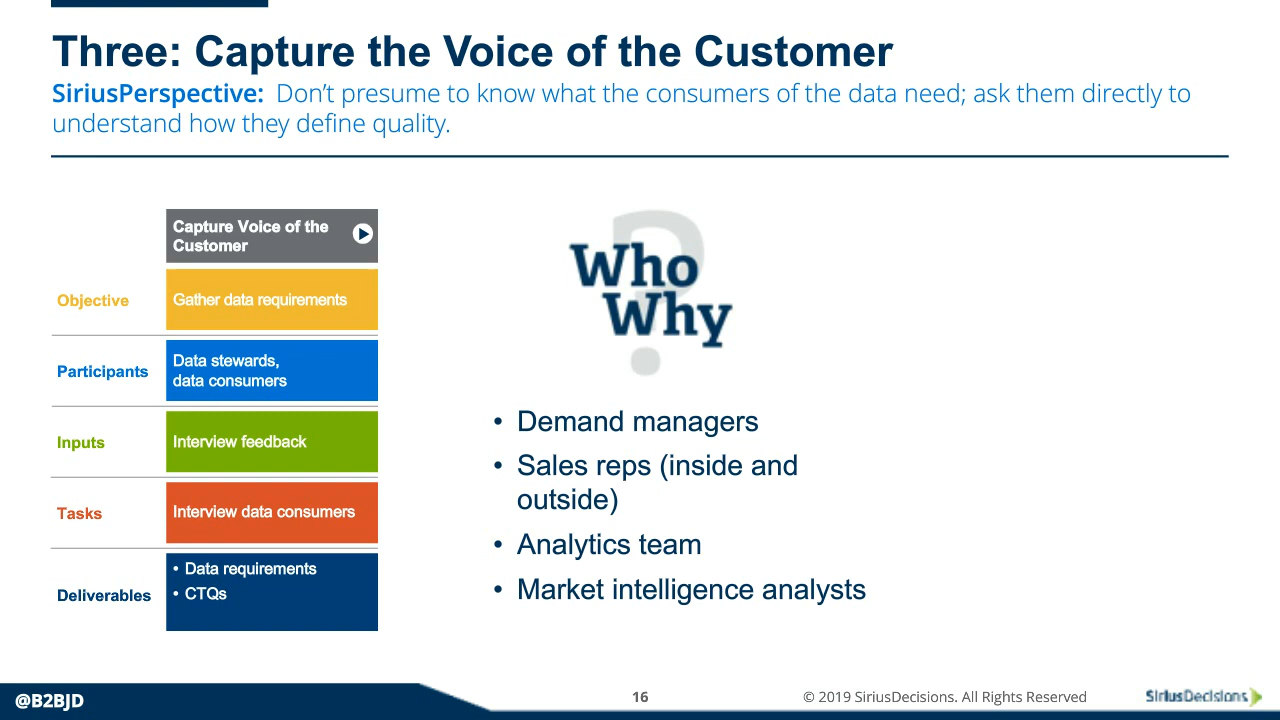 Three: Capture the Voice of the Customer
SiriusPerspective: Don’t presume to know what the consumers of the data need; ask them directly to
understand how they define quality.
Capture Voice of the
Customer
Objective
Gather data requirements
Participants
Data stewards,
data consumers
Inputs
Interview feedback
Tasks
Interview data consumers
Deliverables
• Data requirements
• CTQs
?
Who
Why
• Demand managers
• Sales reps (inside and
outside)
• Analytics team
• Market intelligence analysts
@B2BJD
16
© 2019 SiriusDecisions. All Rights Reserved
SiriusDecisions